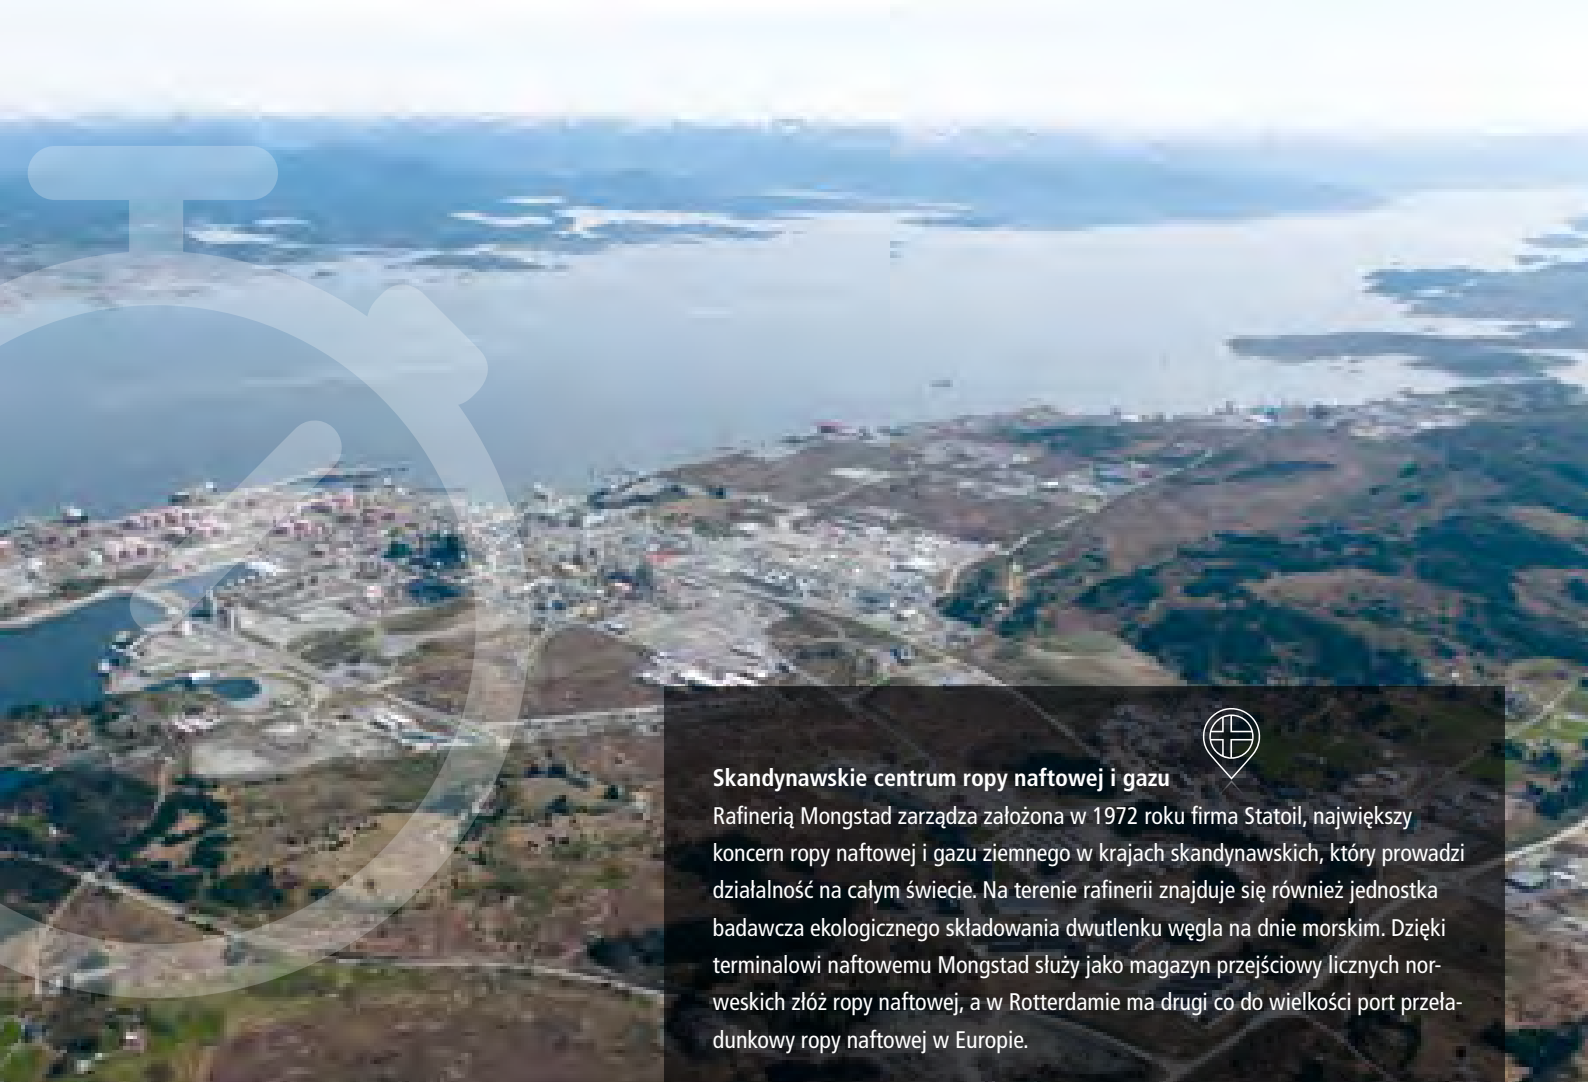 Skandynawskie centrum ropy naftowej i gazu
Rafinerią Mongstad zarządza założona w 1972 roku firma Statoil, największy
koncern ropy naftowej i gazu ziemnego w krajach skandynawskich, który prowadzi
działalność na całym świecie. Na terenie rafinerii znajduje się również jednostka
badawcza ekologicznego składowania dwutlenku węgla na dnie morskim. Dzięki
terminalowi naftowemu Mongstad służy jako magazyn przejściowy licznych nor-
weskich złóż ropy naftowej, a w Rotterdamie ma drugi co do wielkości port przeła-
dunkowy ropy naftowej w Europie.